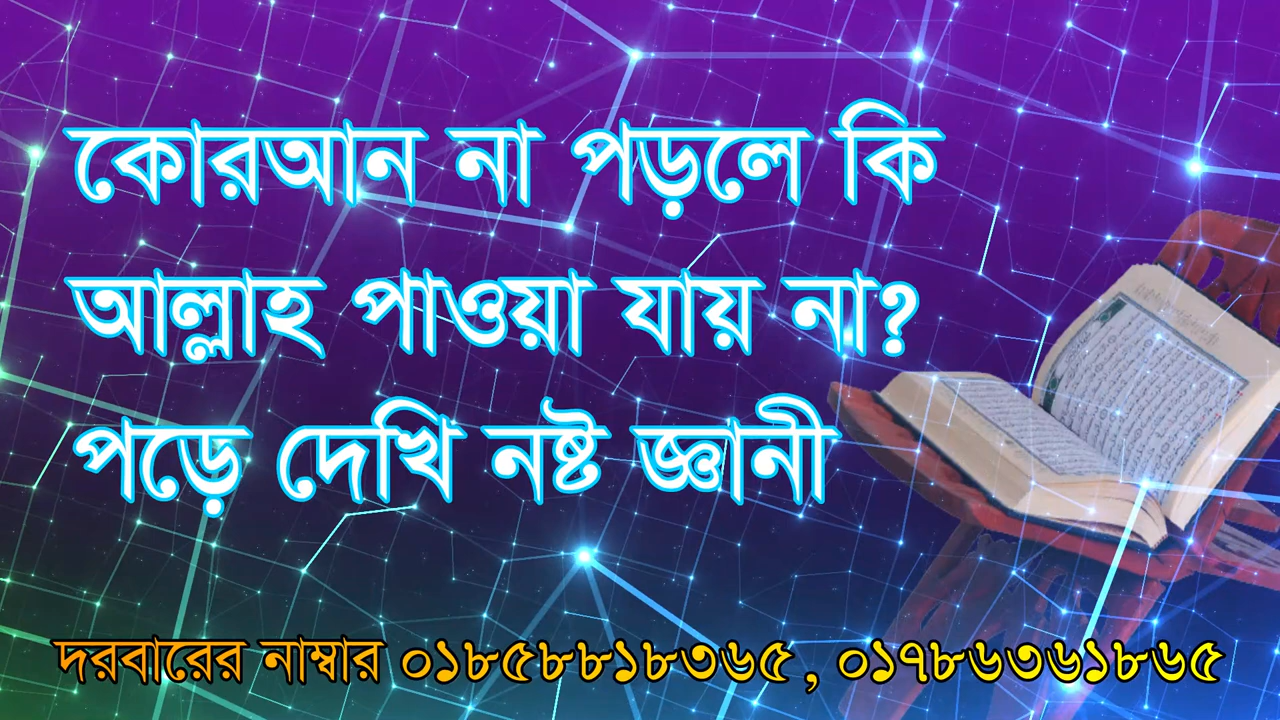 কোরআন না পড়লে কি
আল্লাহ পাওয়া যায় না?
পড়ে দেখি নষ্ট জ্ঞানী
দরবারের নাম্বার ০১৮৫৮৮১৮৩৬৫, ০১৭৮৬৩৬১৮৬৫